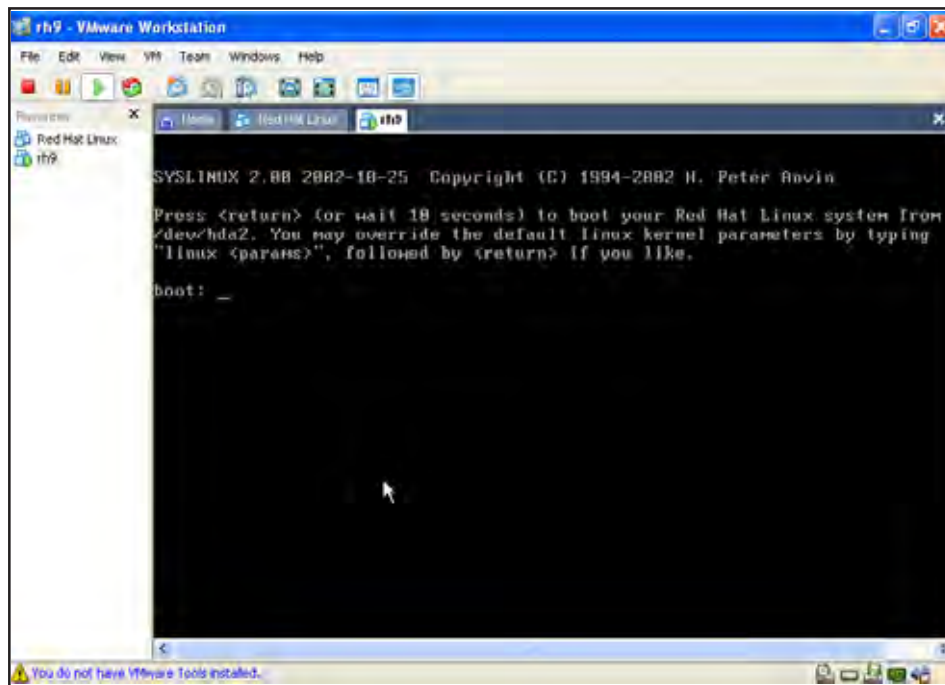 rh9 - VMware Workstation
File Edit View VM Team Windows Help
Home Red Hat Linux rh9
Red Hat Linux
rh9
SYSLINUX 2.00 2002-10-25 Copyright (C) 1994-2002 H. Peter Anvin
Press <return> (or wait 10 seconds) to boot your Red Hat Linux system from
/dev/hda2. You may override the default linux kernel parameters by typing
"linux <params>", followed by <return> if you like.
boot: _
You do not have VMware Tools installed.